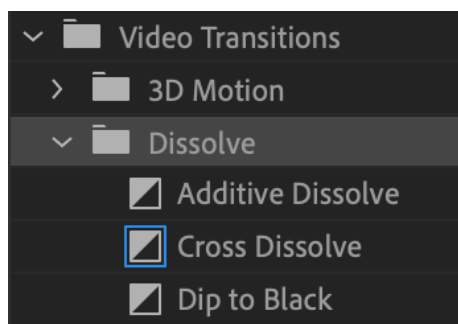 Video Transitions
3D Motion
Dissolve
Additive Dissolve
Cross Dissolve
Dip to Black